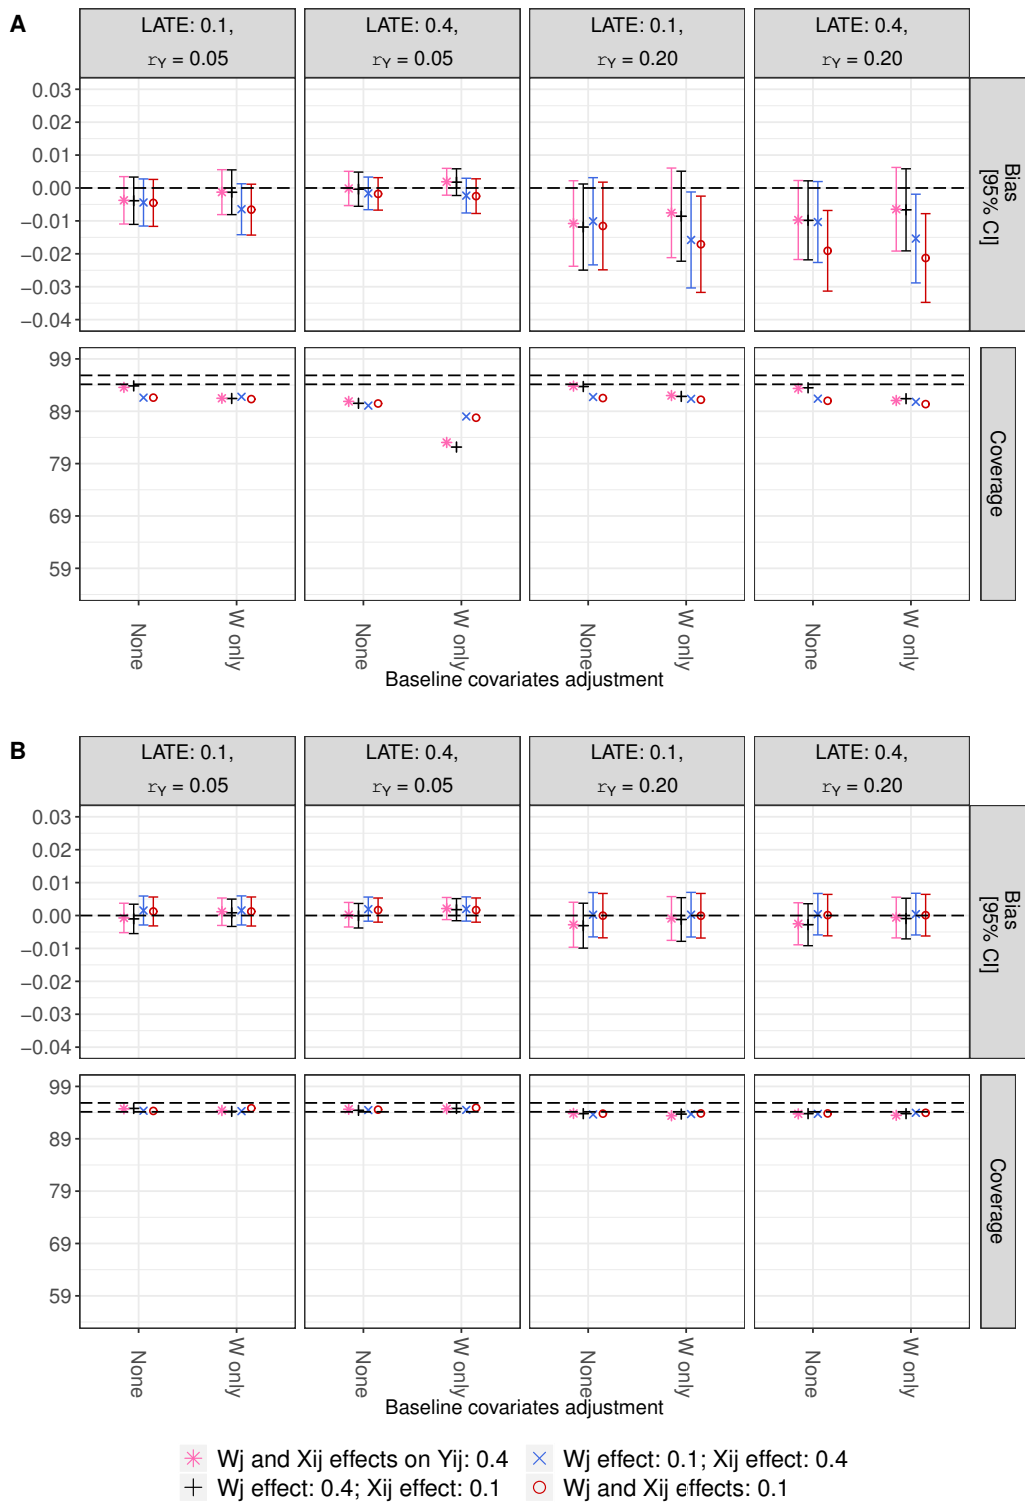 A
LATE: 0.1,
rY = 0.05
LATE: 0.4,
rY = 0.05
LATE: 0.1,
rY = 0.20
LATE: 0.4,
rY = 0.20
0.03
0.02
0.01
0.00
−0.01
−0.02
−0.03
−0.04
Bias
[95% CI]
99
89
79
69
59
Coverage
None
W only
None
W only
None
W only
None
W only
Baseline covariates adjustment
B
LATE: 0.1,
rY = 0.05
LATE: 0.4,
rY = 0.05
LATE: 0.1,
rY = 0.20
LATE: 0.4,
rY = 0.20
0.03
0.02
0.01
0.00
−0.01
−0.02
−0.03
−0.04
Bias
[95% CI]
99
89
79
69
59
Coverage
None
W only
None
W only
None
W only
None
W only
Baseline covariates adjustment
Wj and Xij effects on Yij: 0.4
Wj effect: 0.1; Xij effect: 0.4
Wj effect: 0.4; Xij effect: 0.1
Wj and Xij effects: 0.1